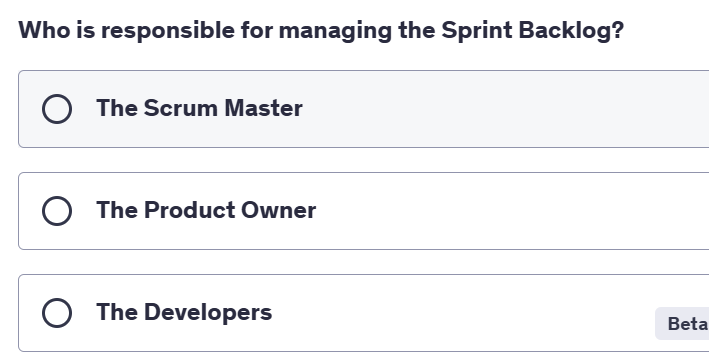 Who is responsible for managing the Sprint Backlog?
The Scrum Master
The Product Owner
The Developers
Beta